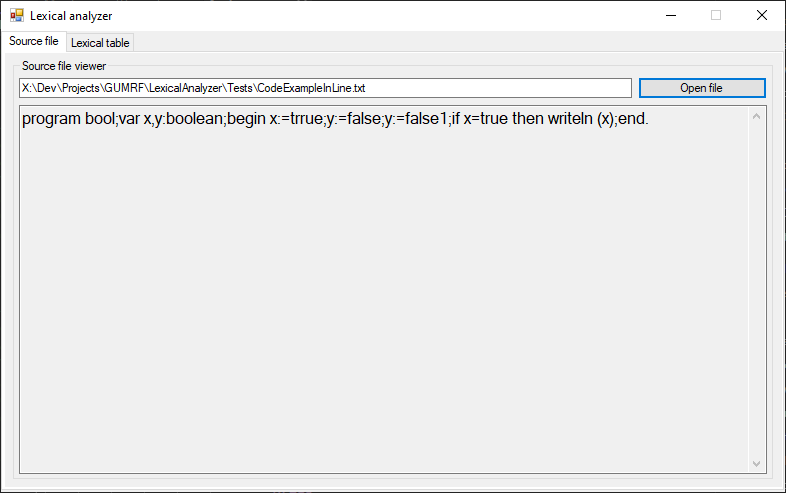 Lexical analyzer
Source file
Lexical table
Source file viewer
X:\Dev\Projects\GUMRF\LexicalAnalyzer\Tests\CodeExampleInLine.txt
Open file
program bool;var x,y:boolean;begin x:=trrue;y:=false;y:=false1;if x=true then writeln (x);end.